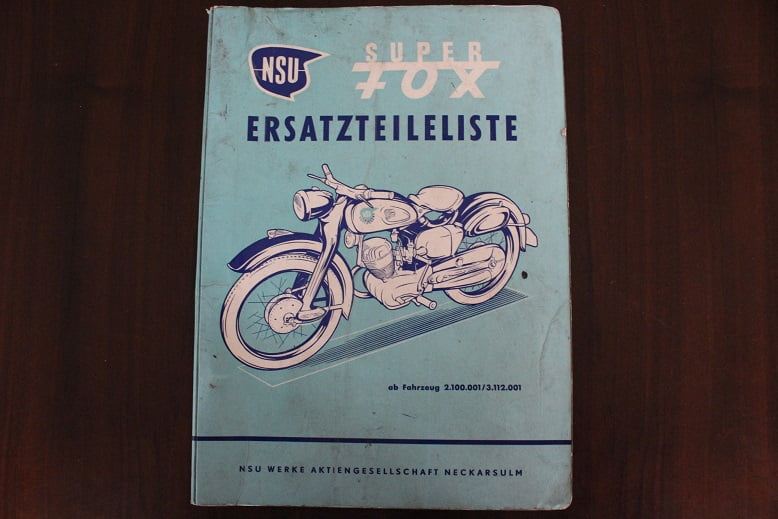 NSU
SUPER
FOX
ERSATZTEILELISTE
ab Fahrzeug 2.100.001/3.112.001
NSU WERKE AKTIENGESELLSCHAFT NECKARSULM